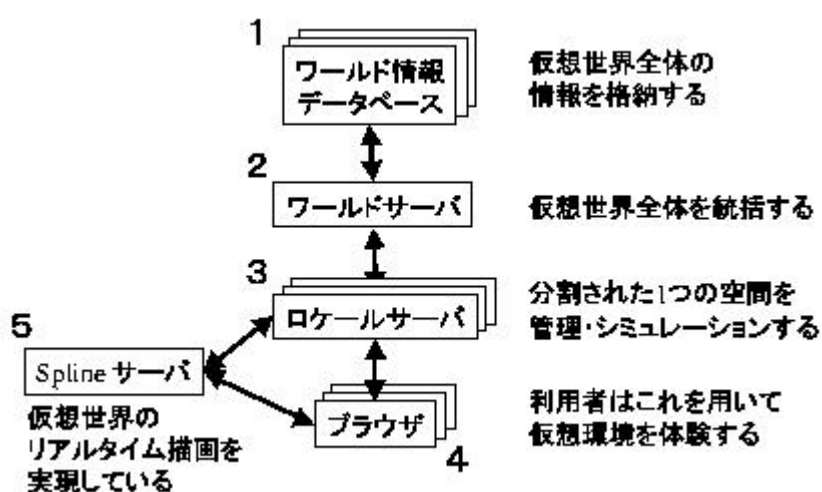 1
ワールド情報
データベース
仮想世界全体の
情報を格納する
2
ワールドサーバ
仮想世界全体を統括する
3
ロケールサーバ
分割された1つの空間を
管理・シミュレーションする
5
Spline サーバ
仮想世界の
リアルタイム描画を
実現している
ブラウザ
4
利用者はこれを用いて
仮想環境を体験する